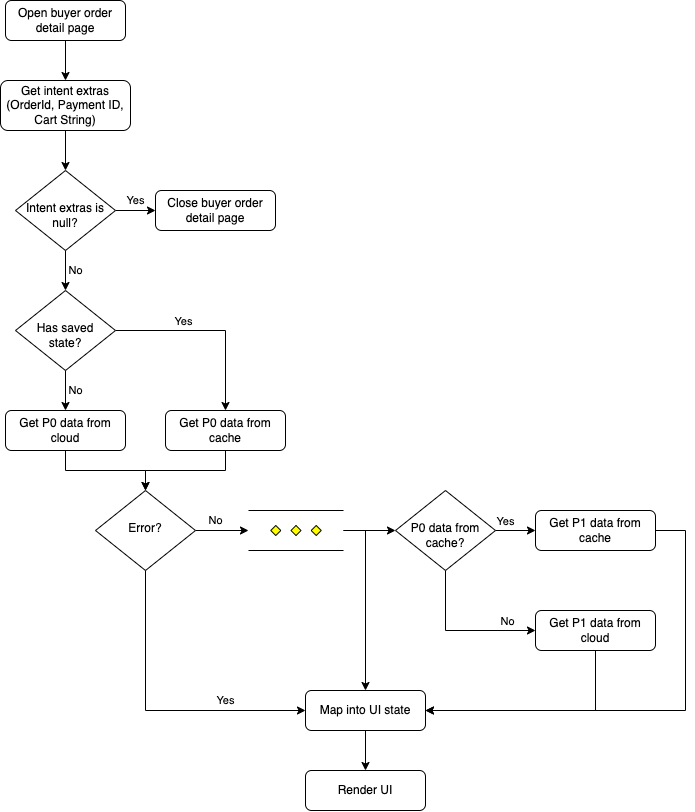 Open buyer order
detail page
Get intent extras
(OrderId, Payment ID,
Cart String)
Intent extras is
null?
Yes
Close buyer order
detail page
No
Has saved
state?
Yes
No
Get P0 data from
cloud
Get P0 data from
cache
Error?
No
P0 data from
cache?
Yes
Get P1 data from
cache
No
Get P1 data from
cloud
Yes
Map into UI state
Render UI